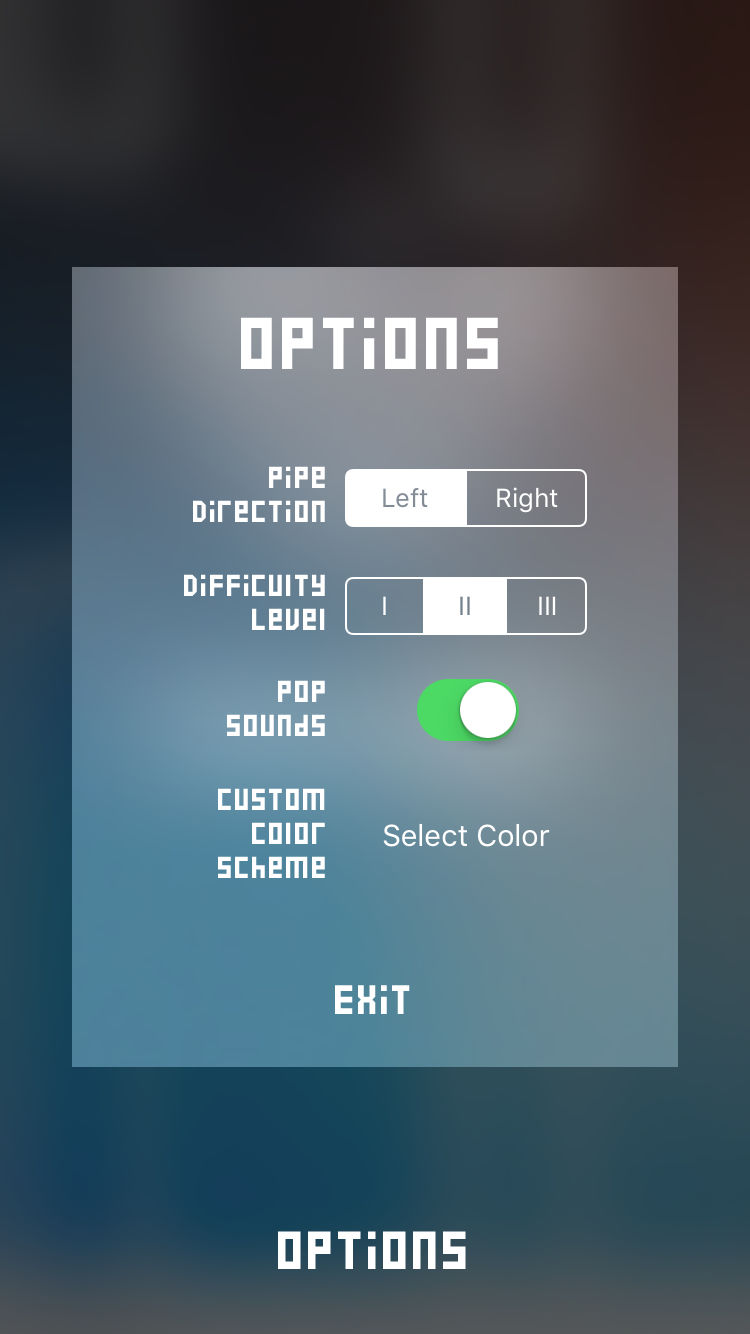 OPTiONS
PiPE
DirECTiON
Left Right
DiFFiCUlTY
LeVel
I II III
POP
SOUNdS
CUSTOM
COlOr
SChEME
Select Color
EXiT
OPTiONS